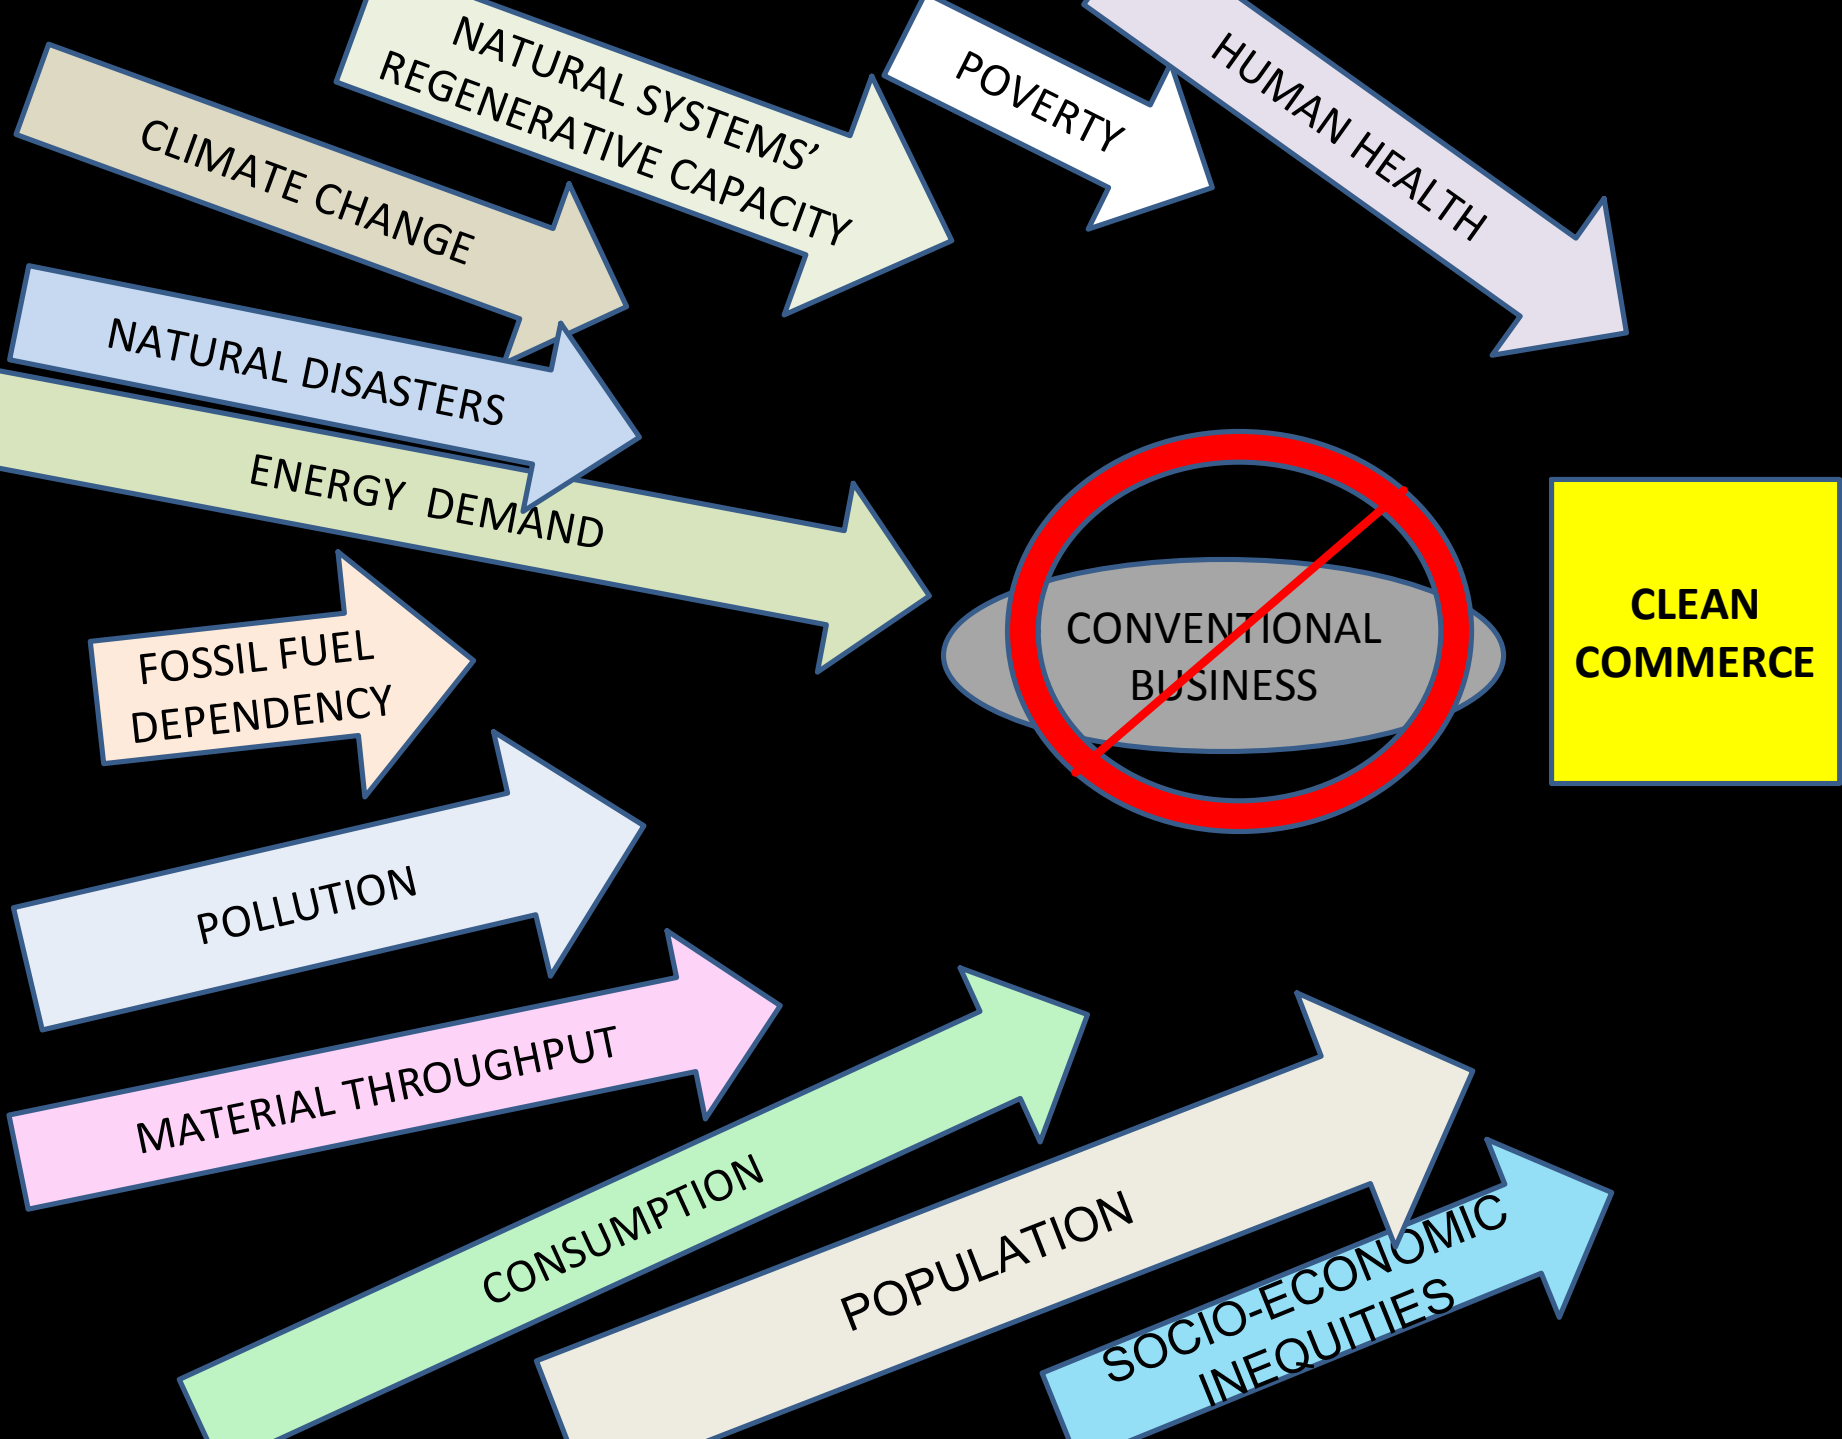 NATURAL SYSTEMS’
REGENERATIVE CAPACITY
POVERTY
HUMAN HEALTH
CLIMATE CHANGE
NATURAL DISASTERS
ENERGY  DEMAND
FOSSIL FUEL
DEPENDENCY
CONVENTIONAL
BUSINESS
CLEAN
COMMERCE
POLLUTION
MATERIAL THROUGHPUT
CONSUMPTION
POPULATION
SOCIO-ECONOMIC
INEQUITIES